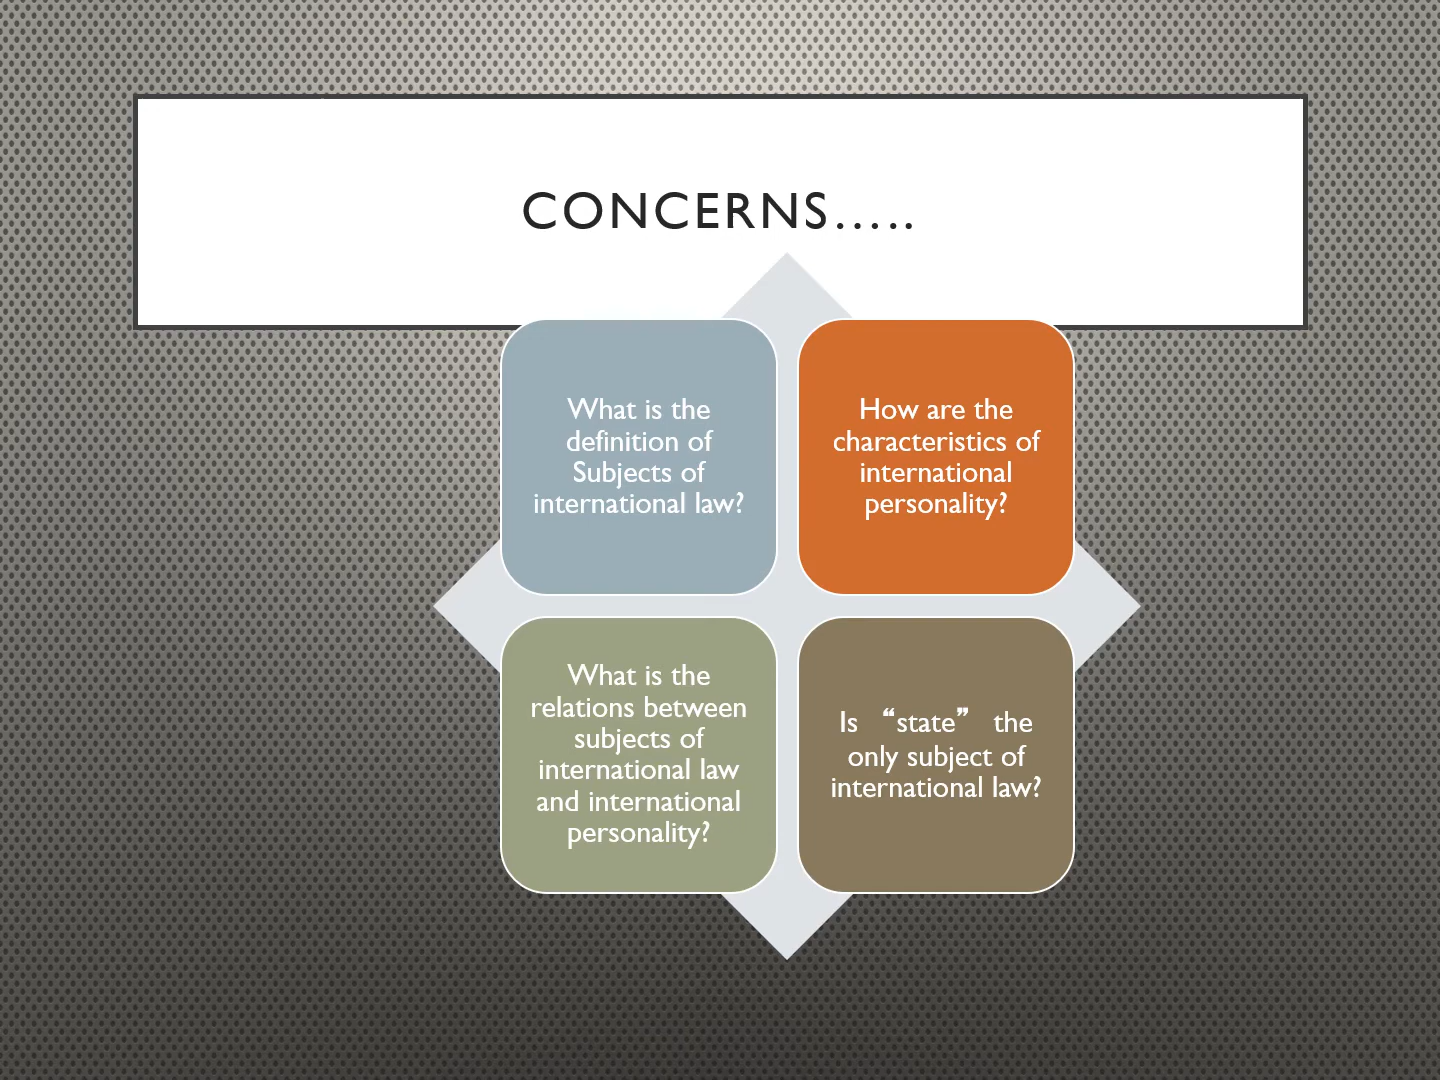 CONCERNS.....
What is the
definition of
Subjects of
international law?
How are the
characteristics of
international
personality?
What is the
relations between
subjects of
international law
and international
personality?
Is “state” the
only subject of
international law?